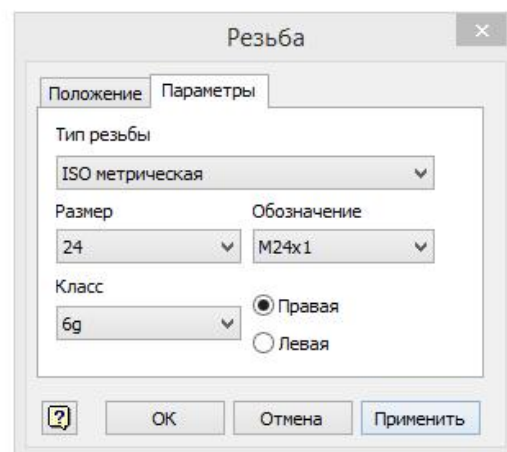 Резьба
Положение Параметры
Тип резьбы
ISO метрическая
Размер Обозначение
24 M24x1
Класс
6g
Правая
Левая
OK Отмена Применить